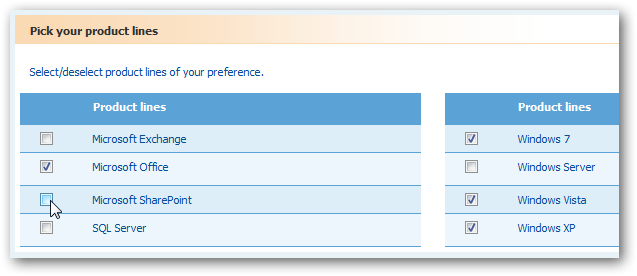 Pick your product lines
Select/deselect product lines of your preference.
Product lines
Microsoft Exchange
Microsoft Office
Microsoft SharePoint
SQL Server
Product lines
Windows 7
Windows Server
Windows Vista
Windows XP